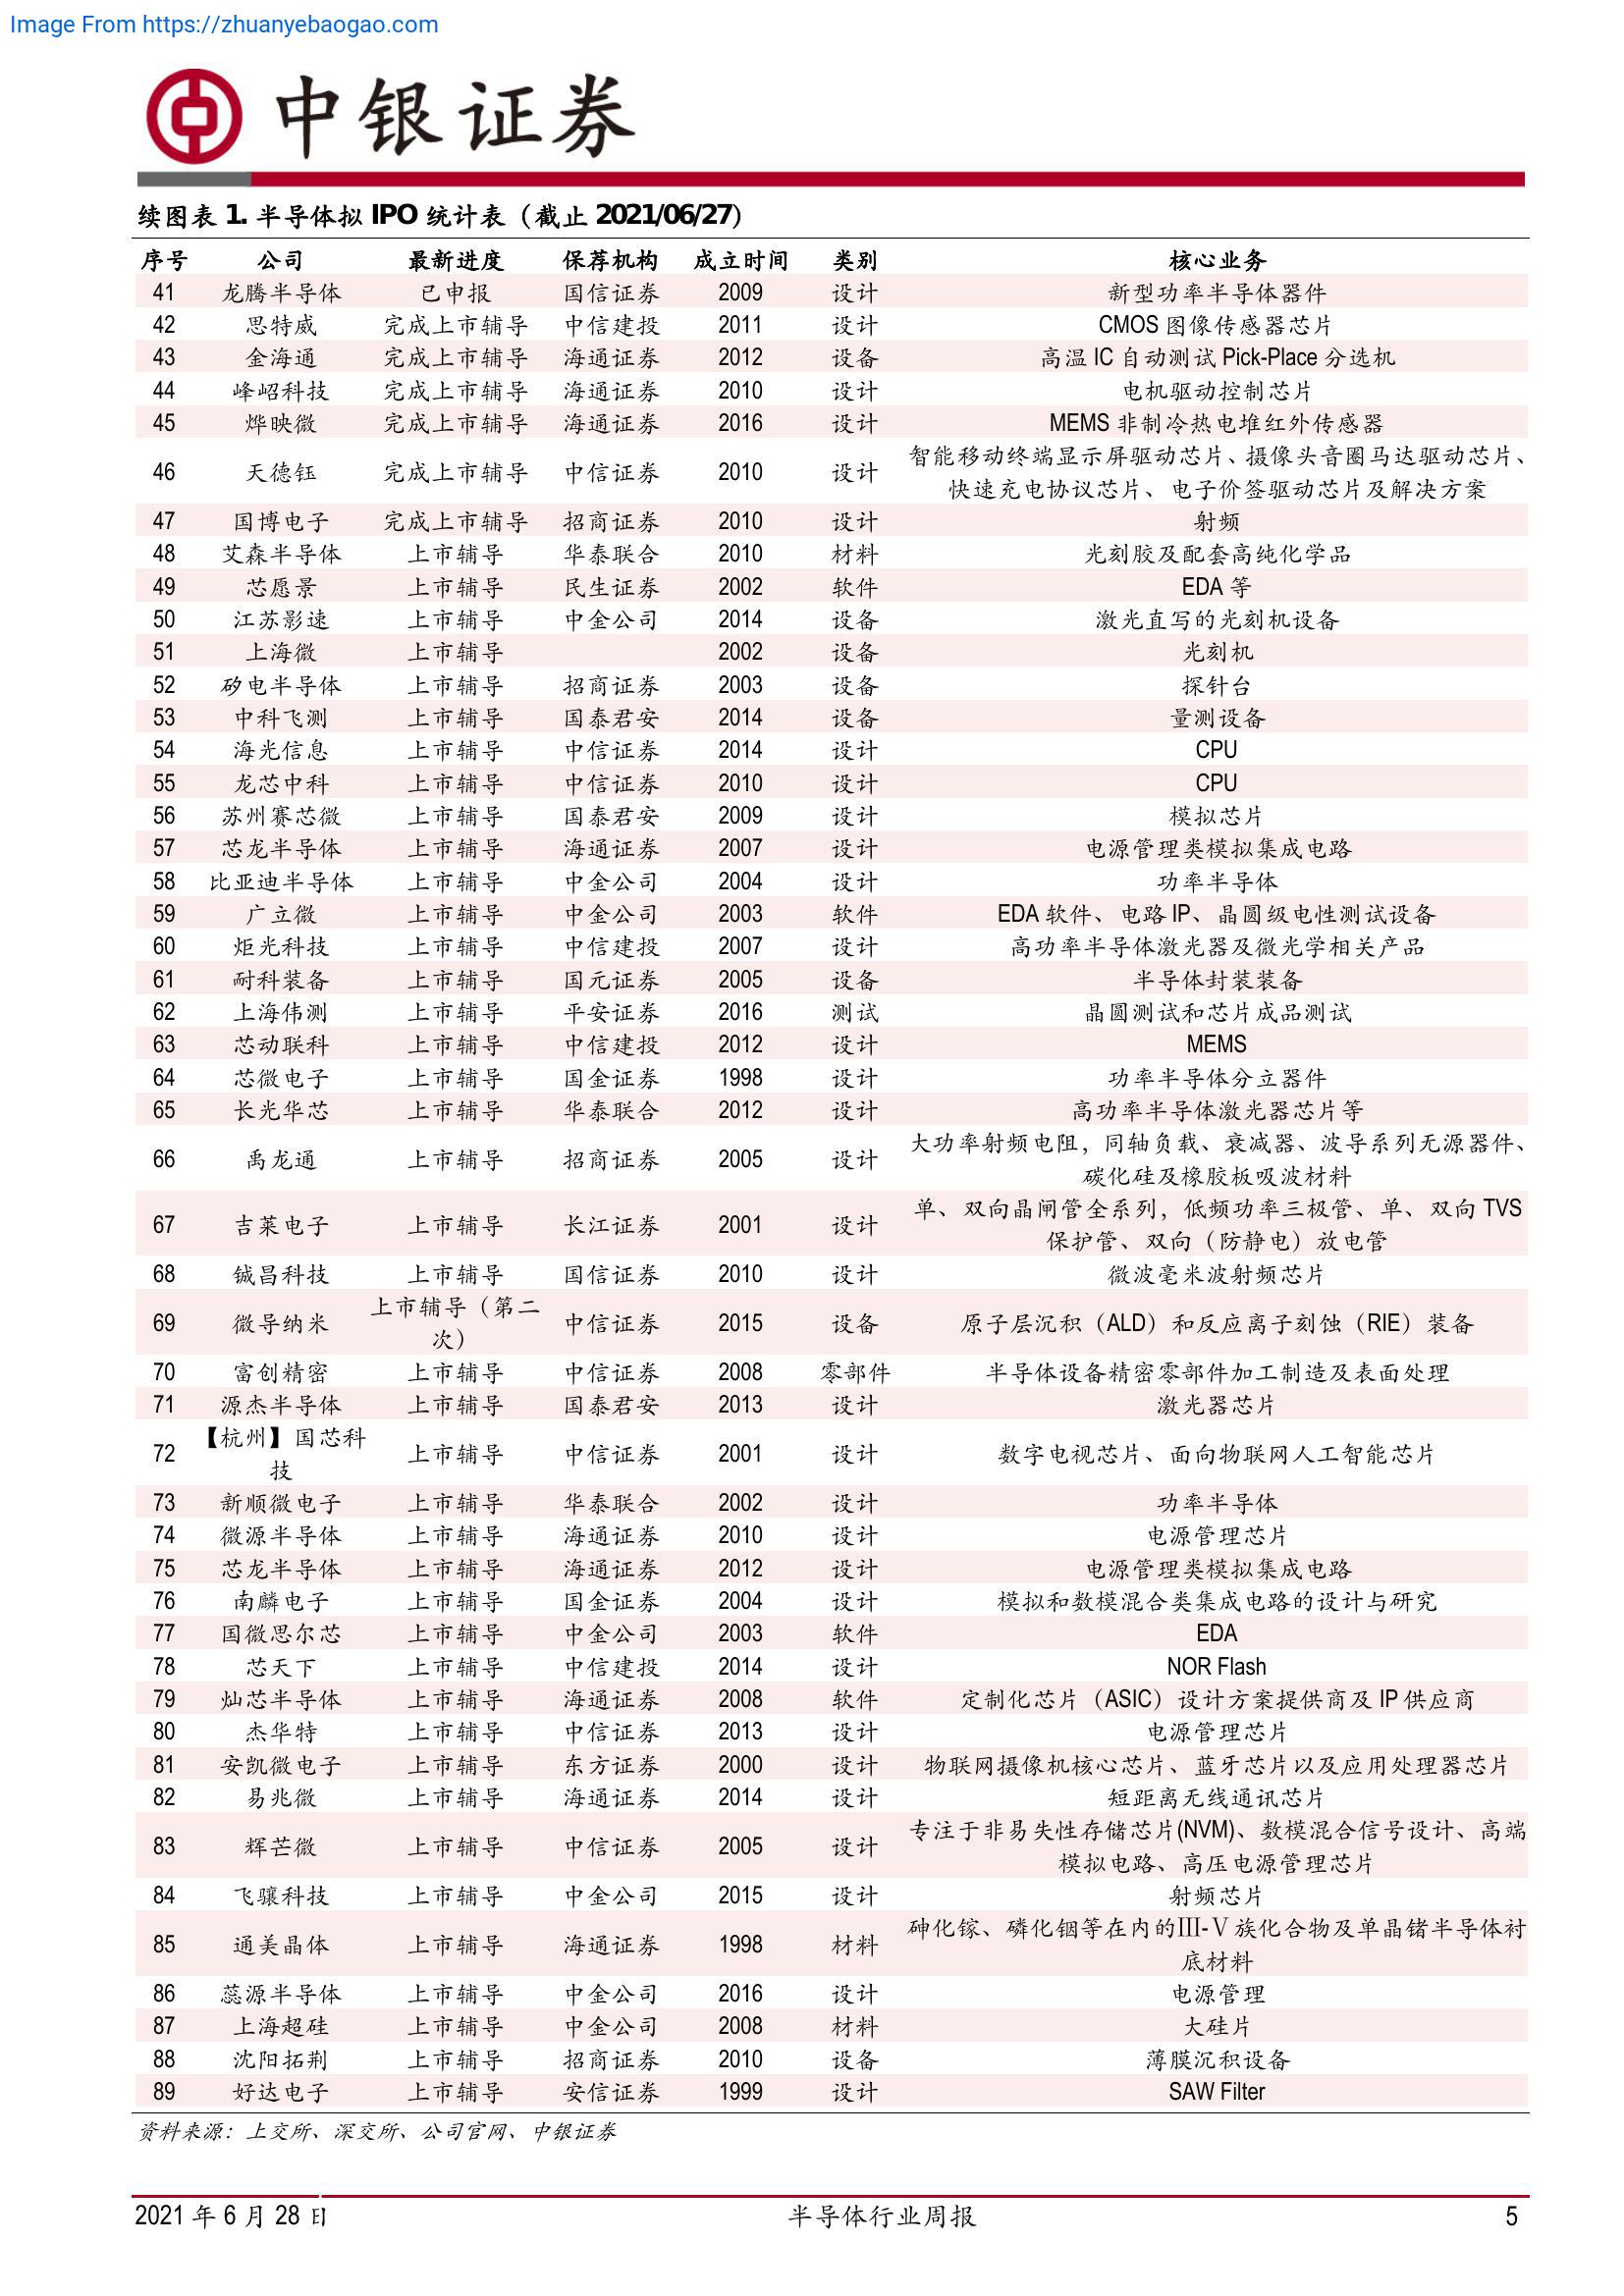 Image From https://zhuanyebaogao.com
中银证券
续图表 1. 半导体拟 IPO 统计表（截止 2021/06/27）
序号 公司 最新进度 保荐机构 成立时间 类别 核心业务
41 龙腾半导体 已申报 国信证券 2009 设计 新型功率半导体器件
42 思特威 完成上市辅导 中信建投 2011 设计 CMOS 图像传感器芯片
43 金海通 完成上市辅导 海通证券 2012 设备 高温 IC 自动测试 Pick-Place 分选机
44 峰岹科技 完成上市辅导 海通证券 2010 设计 电机驱动控制芯片
45 烨映微 完成上市辅导 海通证券 2016 设计 MEMS 非制冷热电堆红外传感器
46 天德钰 完成上市辅导 中信证券 2010 设计 智能移动终端显示屏驱动芯片、摄像头音圈马达驱动芯片、
快速充电协议芯片、电子价签驱动芯片及解决方案
47 国博电子 完成上市辅导 招商证券 2010 设计 射频
48 艾森半导体 上市辅导 华泰联合 2010 材料 光刻胶及配套高纯化学品
49 芯愿景 上市辅导 民生证券 2002 软件 EDA 等
50 江苏影速 上市辅导 中金公司 2014 设备 激光直写的光刻机设备
51 上海微 上市辅导 2002 设备 光刻机
52 矽电半导体 上市辅导 招商证券 2003 设备 探针台
53 中科飞测 上市辅导 国泰君安 2014 设备 量测设备
54 海光信息 上市辅导 中信证券 2014 设计 CPU
55 龙芯中科 上市辅导 中信证券 2010 设计 CPU
56 苏州赛芯微 上市辅导 国泰君安 2009 设计 模拟芯片
57 芯龙半导体 上市辅导 海通证券 2007 设计 电源管理类模拟集成电路
58 比亚迪半导体 上市辅导 中金公司 2004 设计 功率半导体
59 广立微 上市辅导 中金公司 2003 软件 EDA 软件、电路 IP、晶圆级电性测试设备
60 炬光科技 上市辅导 中信建投 2007 设计 高功率半导体激光器及微光学相关产品
61 耐科装备 上市辅导 国元证券 2005 设备 半导体封装装备
62 上海伟测 上市辅导 平安证券 2016 测试 晶圆测试和芯片成品测试
63 芯动联科 上市辅导 中信建投 2012 设计 MEMS
64 芯微电子 上市辅导 国金证券 1998 设计 功率半导体分立器件
65 长光华芯 上市辅导 华泰联合 2012 设计 高功率半导体激光器芯片等
66 禹龙通 上市辅导 招商证券 2005 设计 大功率射频电阻，同轴负载、衰减器、波导系列无源器件、
碳化硅及橡胶板吸波材料
67 吉莱电子 上市辅导 长江证券 2001 设计 单、双向晶闸管全系列，低频功率三极管、单、双向 TVS
保护管、双向（防静电）放电管
68 铖昌科技 上市辅导 国信证券 2010 设计 微波毫米波射频芯片
69 微导纳米 上市辅导（第二
次） 中信证券 2015 设备 原子层沉积（ALD）和反应离子刻蚀（RIE）装备
70 富创精密 上市辅导 中信证券 2008 零部件 半导体设备精密零部件加工制造及表面处理
71 源杰半导体 上市辅导 国泰君安 2013 设计 激光器芯片
72 【杭州】国芯科
技 上市辅导 中信证券 2001 设计 数字电视芯片、面向物联网人工智能芯片
73 新顺微电子 上市辅导 华泰联合 2002 设计 功率半导体
74 微源半导体 上市辅导 海通证券 2010 设计 电源管理芯片
75 芯龙半导体 上市辅导 海通证券 2012 设计 电源管理类模拟集成电路
76 南麟电子 上市辅导 国金证券 2004 设计 模拟和数模混合类集成电路的设计与研究
77 国微思尔芯 上市辅导 中金公司 2003 软件 EDA
78 芯天下 上市辅导 中信建投 2014 设计 NOR Flash
79 灿芯半导体 上市辅导 海通证券 2008 软件 定制化芯片（ASIC）设计方案提供商及 IP 供应商
80 杰华特 上市辅导 中信证券 2013 设计 电源管理芯片
81 安凯微电子 上市辅导 东方证券 2000 设计 物联网摄像机核心芯片、蓝牙芯片以及应用处理器芯片
82 易兆微 上市辅导 海通证券 2014 设计 短距离无线通讯芯片
83 辉芒微 上市辅导 中信证券 2005 设计 专注于非易失性存储芯片(NVM)、数模混合信号设计、高端
模拟电路、高压电源管理芯片
84 飞骧科技 上市辅导 中金公司 2015 设计 射频芯片
85 通美晶体 上市辅导 海通证券 1998 材料 砷化镓、磷化铟等在内的Ⅲ-Ⅴ族化合物及单晶锗半导体衬
底材料
86 蕊源半导体 上市辅导 中金公司 2016 设计 电源管理
87 上海超硅 上市辅导 中金公司 2008 材料 大硅片
88 沈阳拓荆 上市辅导 招商证券 2010 设备 薄膜沉积设备
89 好达电子 上市辅导 安信证券 1999 设计 SAW Filter
资料来源：上交所、深交所、公司官网、中银证券
2021 年 6 月 28 日 半导体行业周报 5